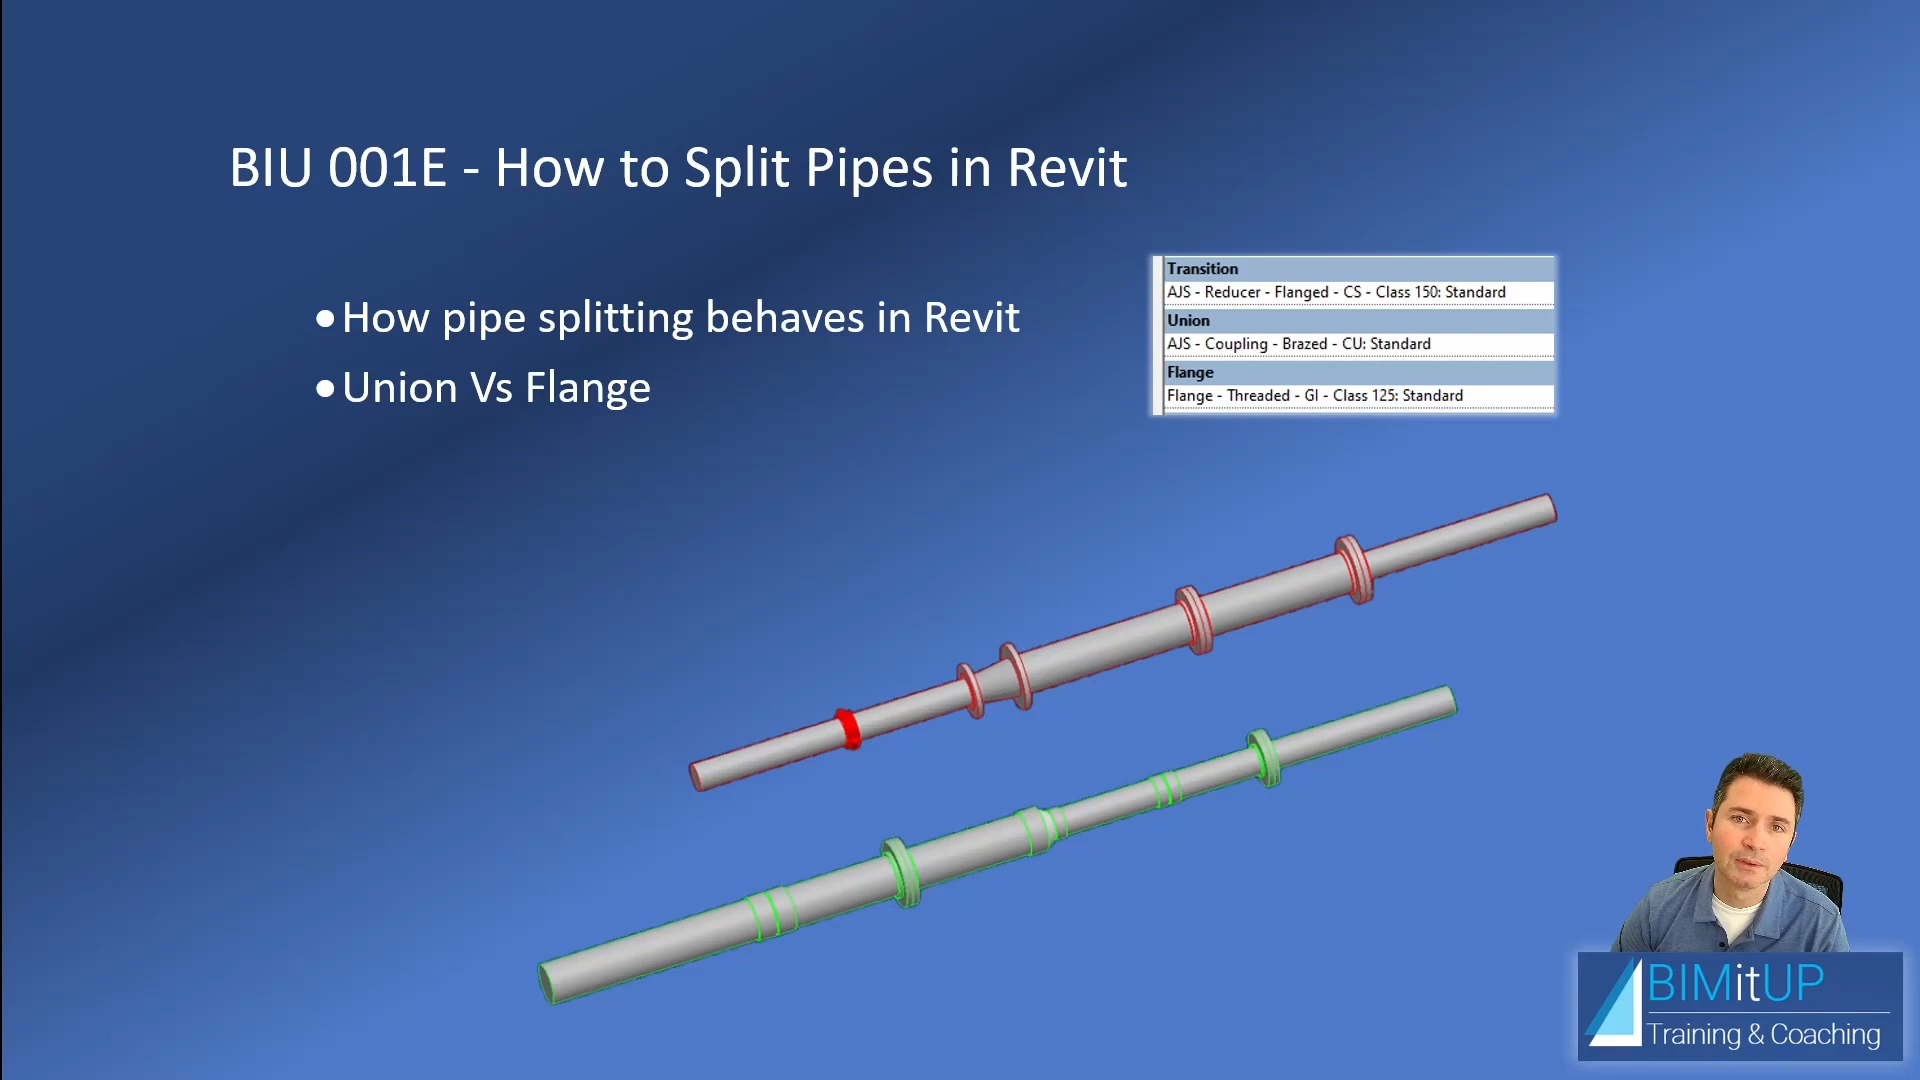 BIU 001E - How to Split Pipes in Revit
•How pipe splitting behaves in Revit
•Union Vs Flange
Transition
AJS - Reducer - Flanged - CS - Class 150: Standard
Union
AJS - Coupling - Brazed - CU: Standard
Flange
Flange - Threaded - GI - Class 125: Standard
BIMitUP
Training & Coaching